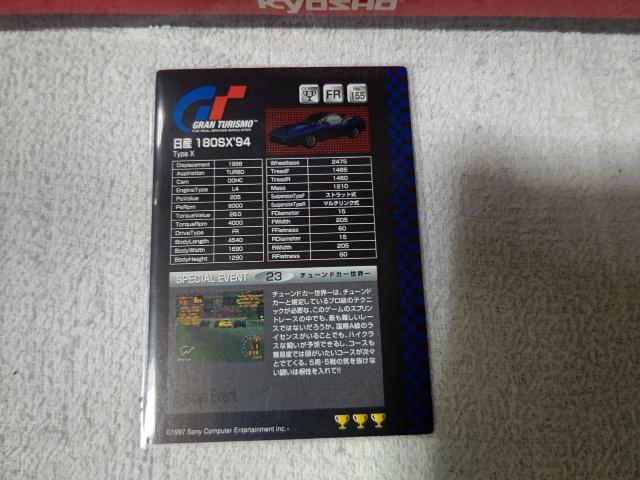 KYOSHO
CLASS
FR
No.
155
GRAN TURISMO™
THE REAL DRIVING SIMULATOR
日産 180SX'94
Type X
Displacement 1998
Aspiration TURBO
Cam DOHC
EngineType L4
PsValue 205
PsRpm 6000
TorqueValue 28.0
TorqueRpm 4000
DriveType FR
BodyLength 4540
BodyWidth 1690
BodyHeight 1290
Wheelbase 2475
TreadF 1465
TreadR 1460
Mass 1210
SuspensionTypeF ストラット式
SuspensionTypeR マルチリンク式
FDiameter 15
FWidth 205
FFlatness 60
RDiameter 15
RWidth 205
RFlatness 60
SPECIAL EVENT 23 チューンドカー世界一
チューンドカー世界一は、チューンド
カーと規定しているプロ級のテクニ
ックが必要な、このゲームのスプリン
トレースの中でも、最も難しいレー
スではないだろうか。国際A級のラ
イセンスがいることでも、ハイクラ
スな闘いが予想できるし、コースも
難易度では頭がいたいコースが次々
とでてくる。5周・5戦の気を抜けな
い闘いは根性を入れて!!
Special Event
©1997 Sony Computer Entertainment Inc.